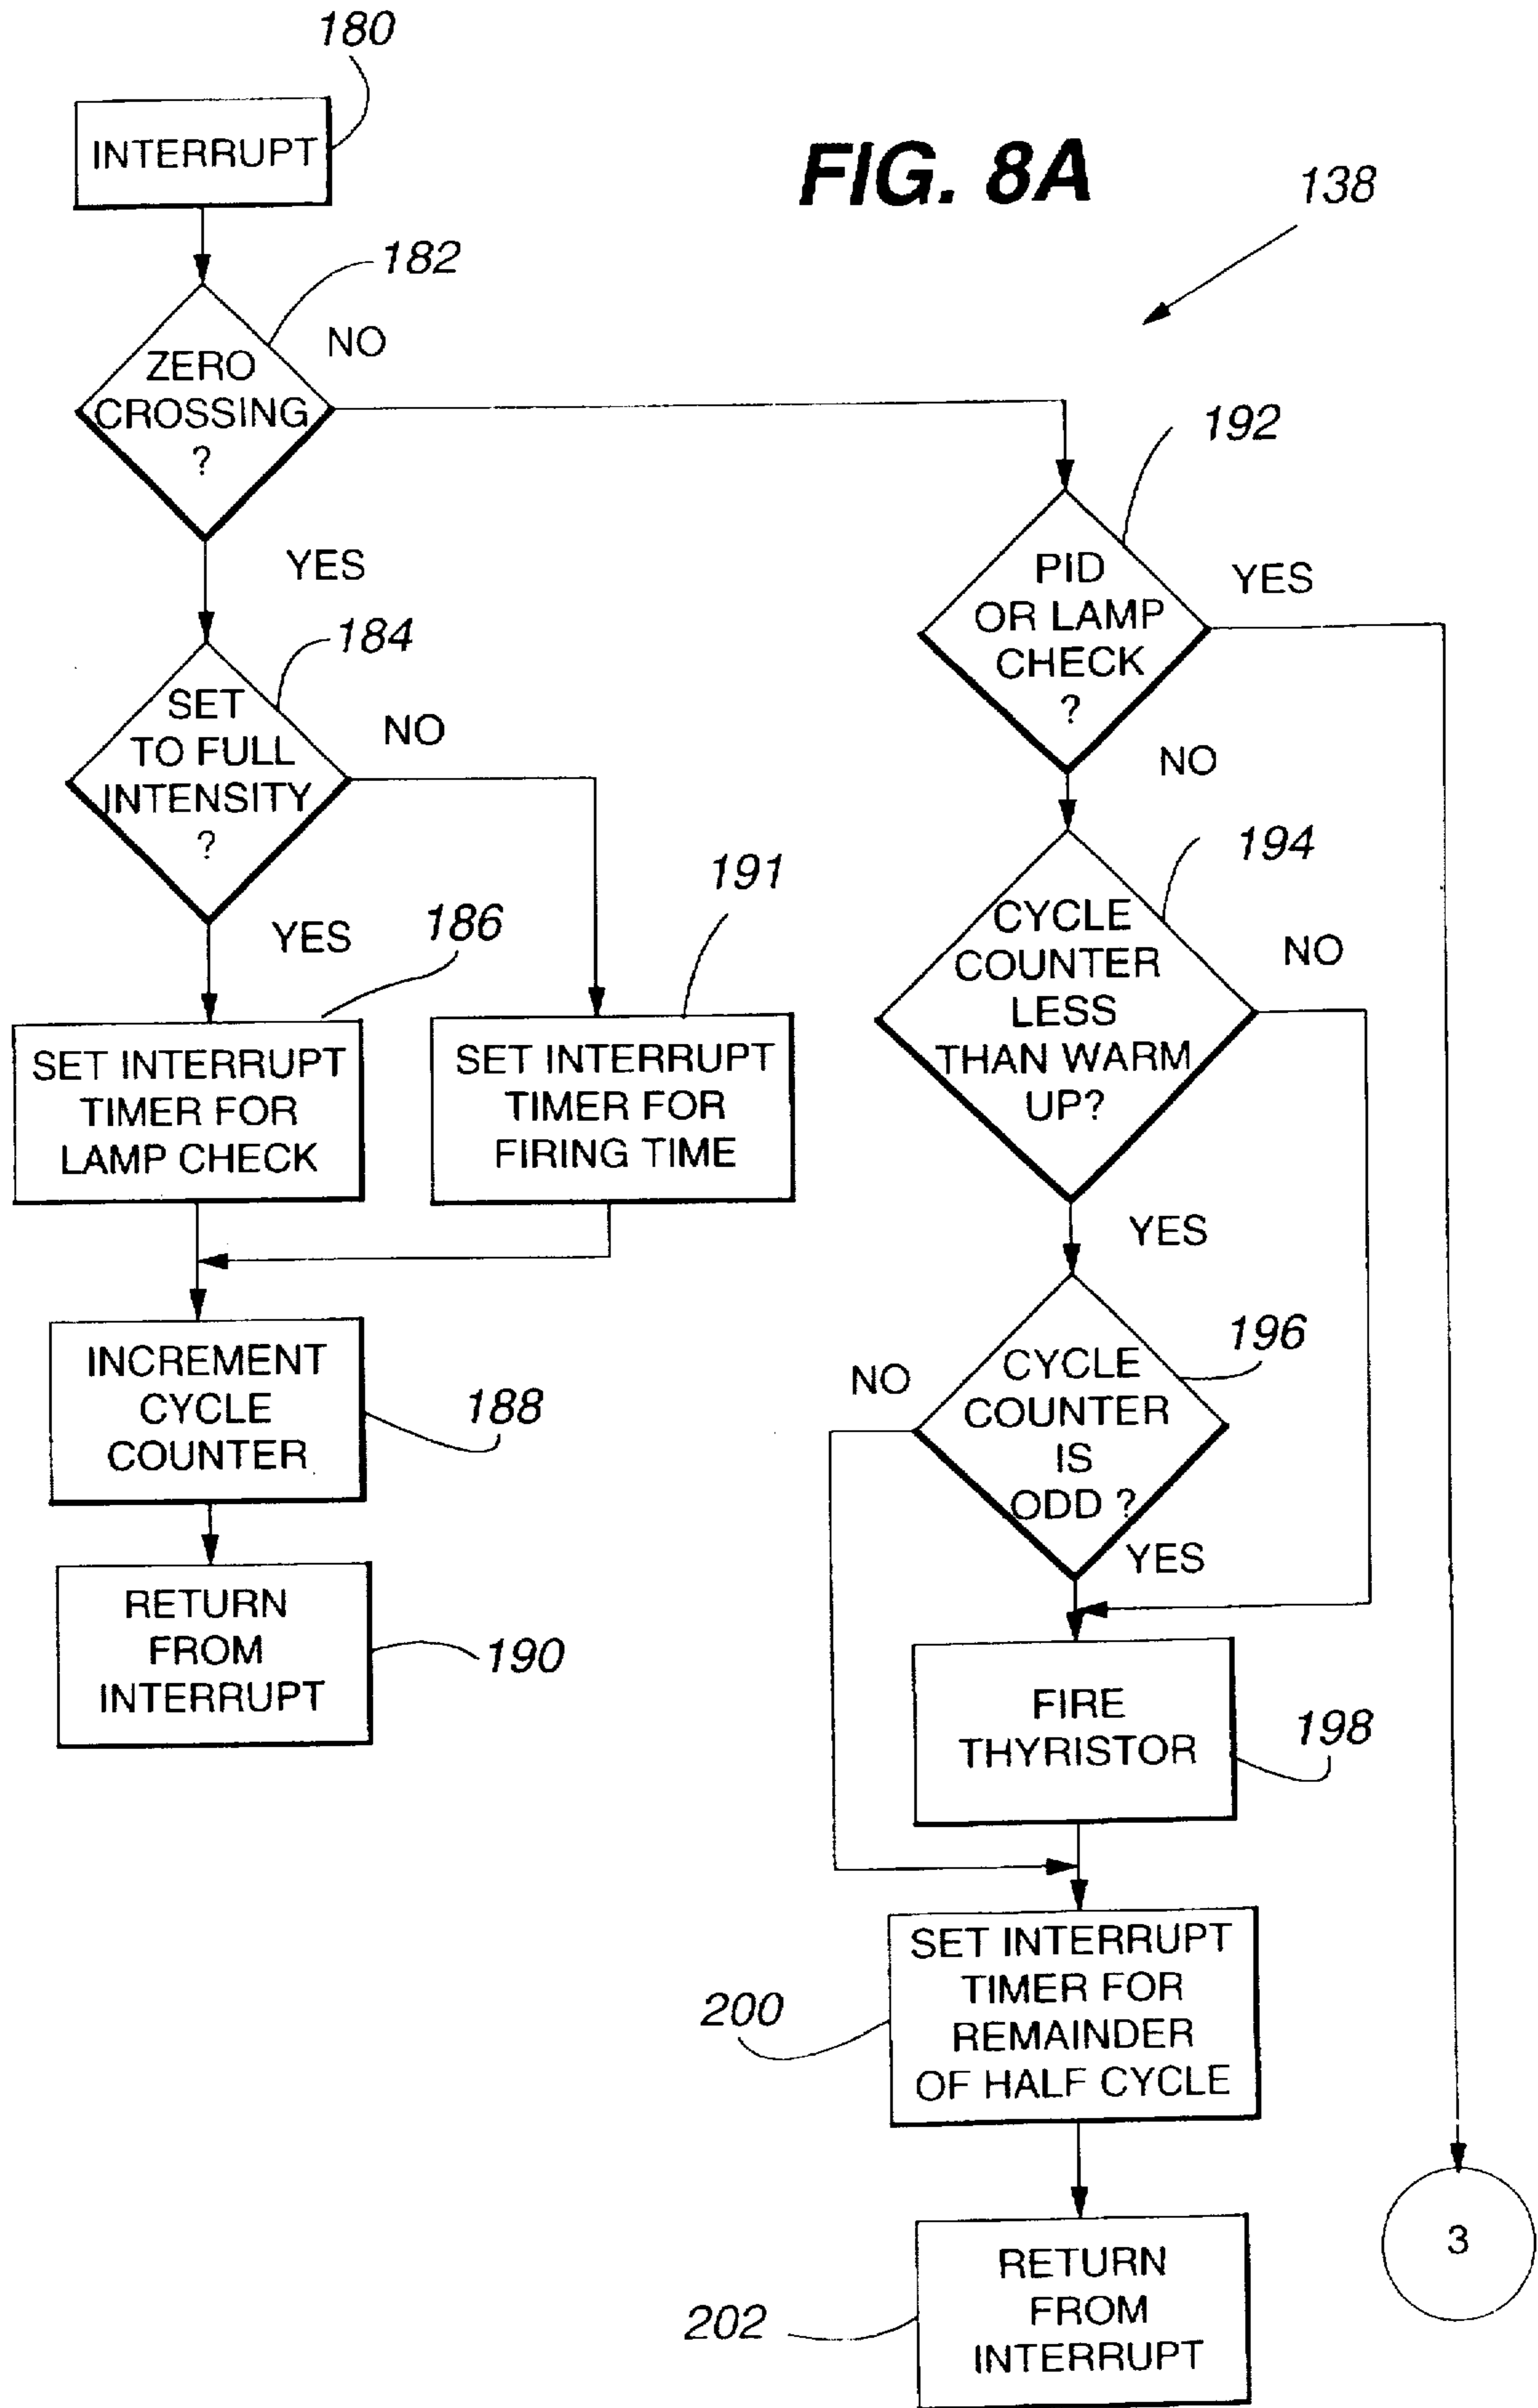 180
INTERRUPT
FIG. 8A
138
182
NO
ZERO
CROSSING
?
192
YES
PID
OR LAMP
CHECK
?
YES
184
SET
TO FULL
INTENSITY
?
NO
NO
194
CYCLE
COUNTER
LESS
THAN WARM
UP?
NO
191
YES
186
SET INTERRUPT
TIMER FOR
LAMP CHECK
SET INTERRUPT
TIMER FOR
FIRING TIME
YES
196
INCREMENT
CYCLE
COUNTER
188
NO
CYCLE
COUNTER
IS
ODD ?
YES
RETURN
FROM
INTERRUPT
190
FIRE
THYRISTOR
198
SET INTERRUPT
TIMER FOR
REMAINDER
OF HALF CYCLE
200
3
RETURN
FROM
INTERRUPT
202